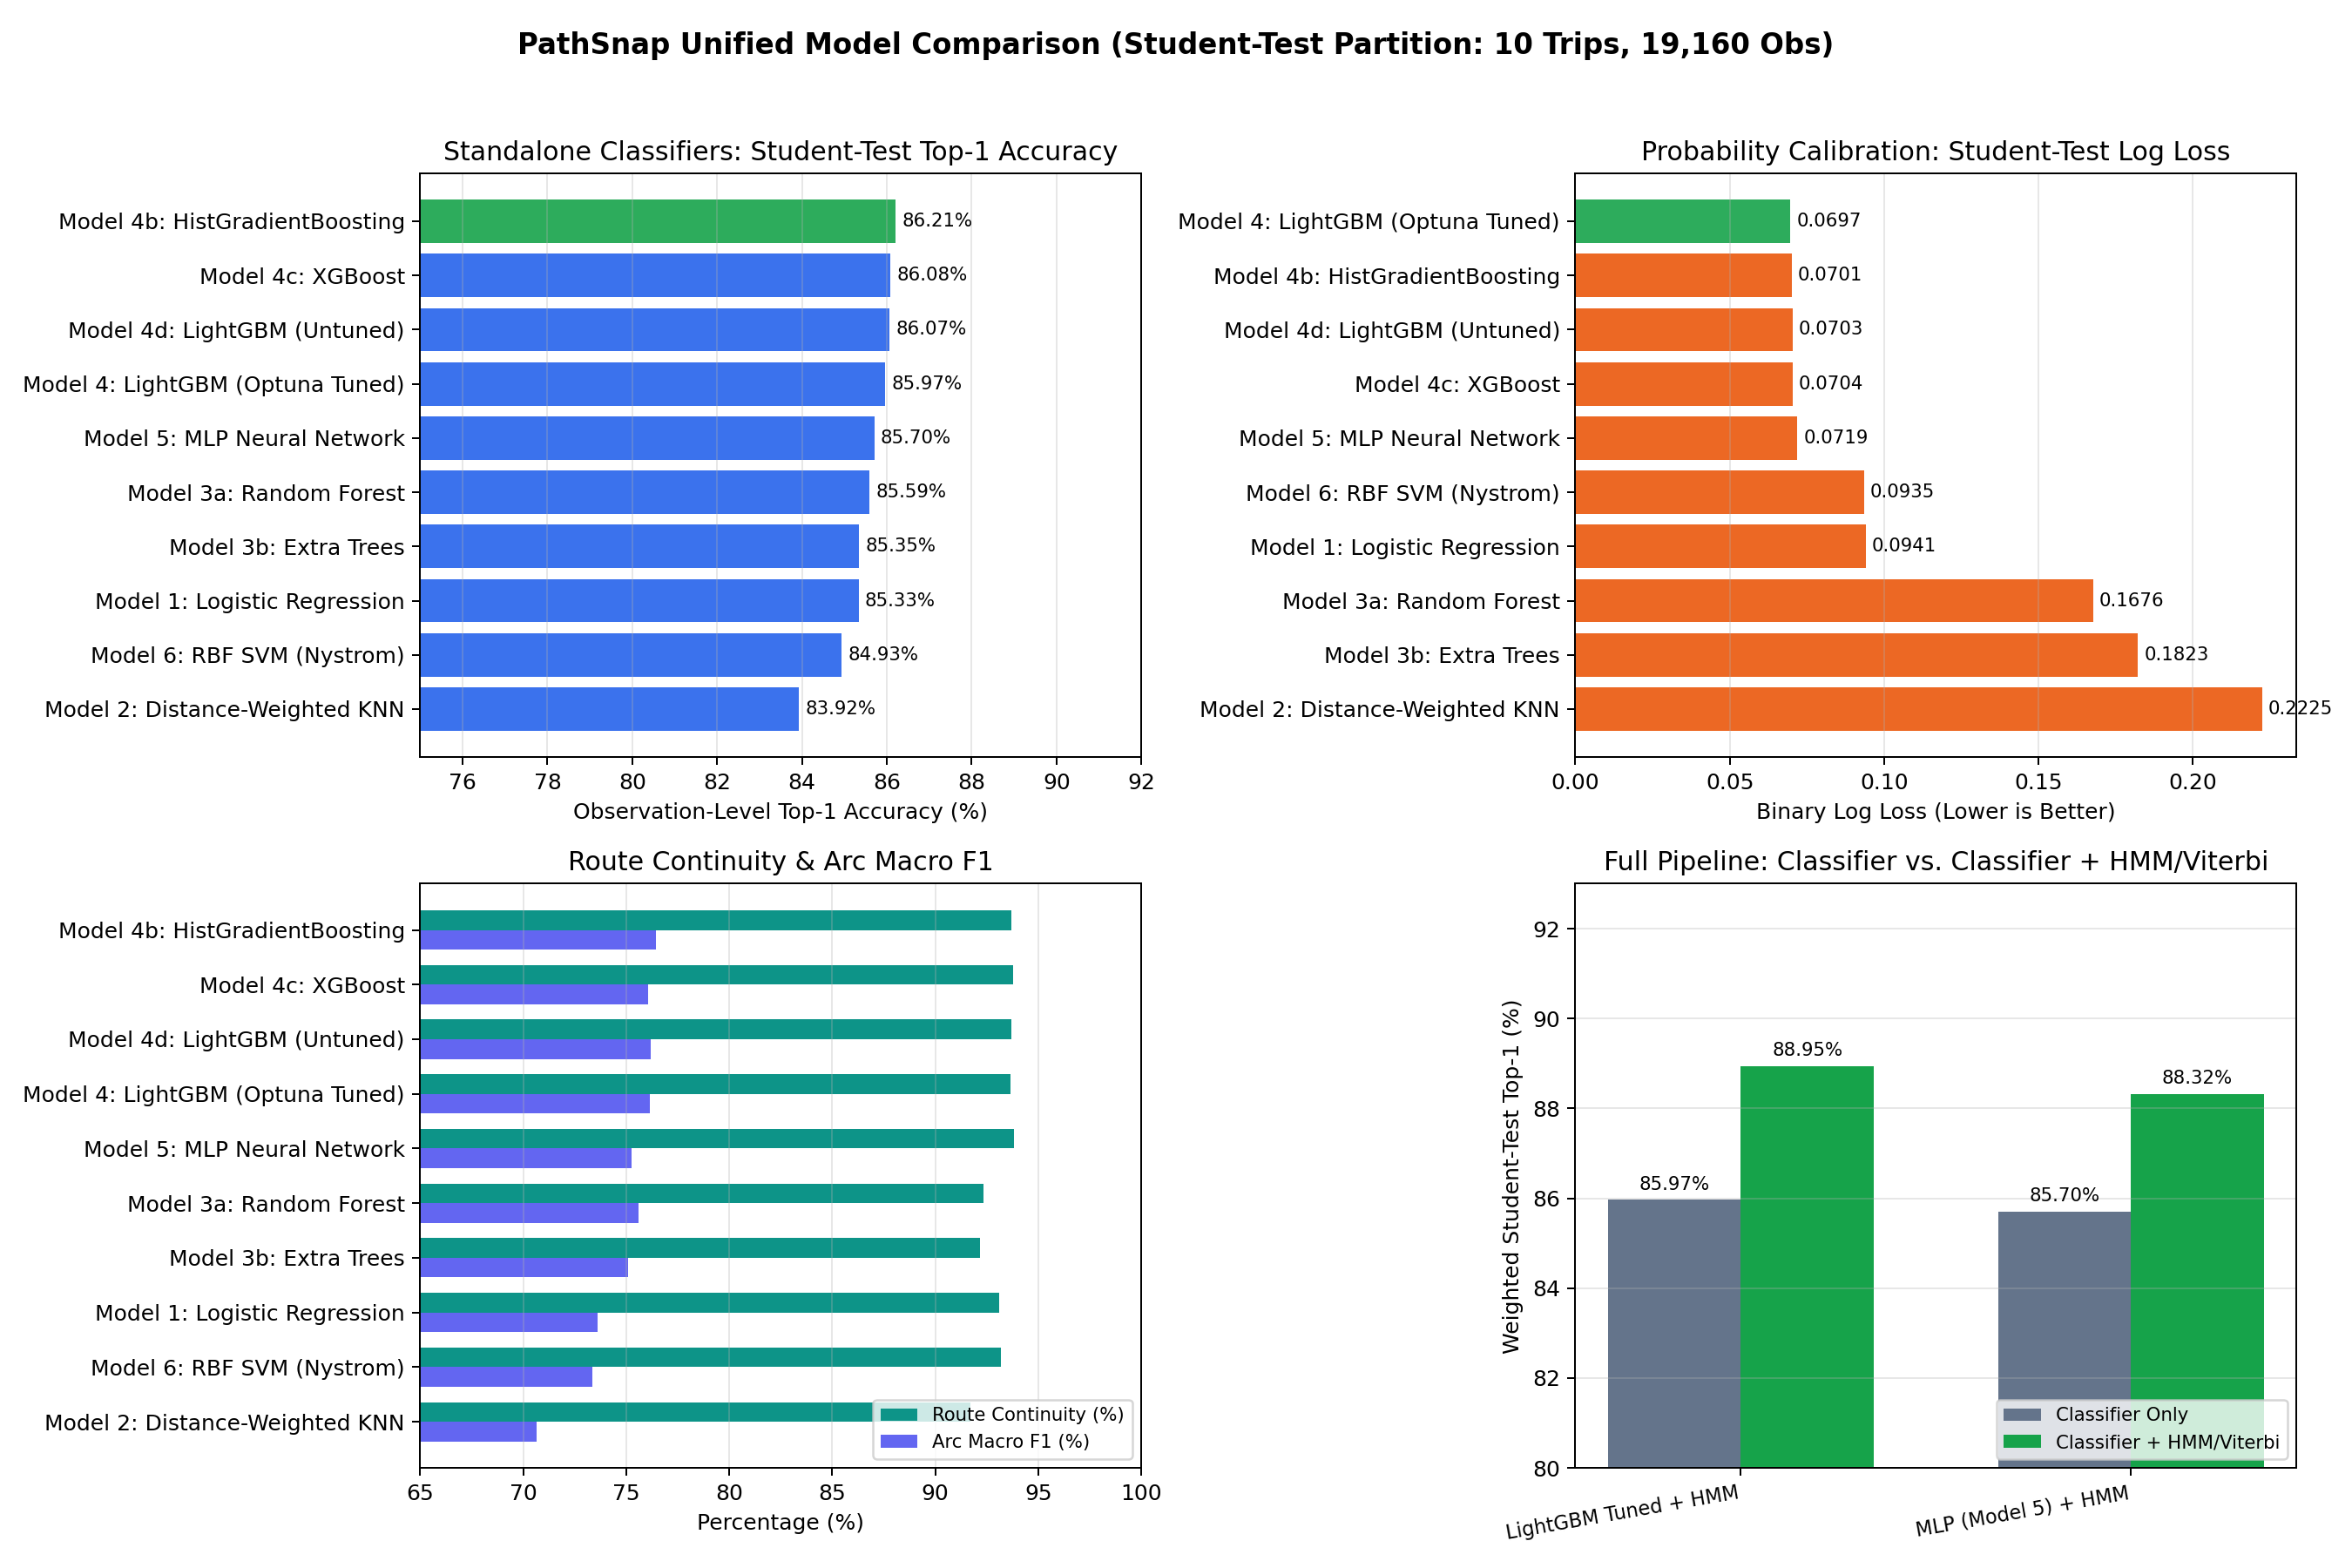 PathSnap Unified Model Comparison (Student-Test Partition: 10 Trips, 19,160 Obs)
Standalone Classifiers: Student-Test Top-1 Accuracy
Model 4b: HistGradientBoosting 86.21%
Model 4c: XGBoost 86.08%
Model 4d: LightGBM (Untuned) 86.07%
Model 4: LightGBM (Optuna Tuned) 85.97%
Model 5: MLP Neural Network 85.70%
Model 3a: Random Forest 85.59%
Model 3b: Extra Trees 85.35%
Model 1: Logistic Regression 85.33%
Model 6: RBF SVM (Nystrom) 84.93%
Model 2: Distance-Weighted KNN 83.92%
76 78 80 82 84 86 88 90 92
Observation-Level Top-1 Accuracy (%)
Probability Calibration: Student-Test Log Loss
Model 4: LightGBM (Optuna Tuned) 0.0697
Model 4b: HistGradientBoosting 0.0701
Model 4d: LightGBM (Untuned) 0.0703
Model 4c: XGBoost 0.0704
Model 5: MLP Neural Network 0.0719
Model 6: RBF SVM (Nystrom) 0.0935
Model 1: Logistic Regression 0.0941
Model 3a: Random Forest 0.1676
Model 3b: Extra Trees 0.1823
Model 2: Distance-Weighted KNN 0.2225
0.00 0.05 0.10 0.15 0.20
Binary Log Loss (Lower is Better)
Route Continuity & Arc Macro F1
Model 4b: HistGradientBoosting
Model 4c: XGBoost
Model 4d: LightGBM (Untuned)
Model 4: LightGBM (Optuna Tuned)
Model 5: MLP Neural Network
Model 3a: Random Forest
Model 3b: Extra Trees
Model 1: Logistic Regression
Model 6: RBF SVM (Nystrom)
Model 2: Distance-Weighted KNN
Route Continuity (%)
Arc Macro F1 (%)
65 70 75 80 85 90 95 100
Percentage (%)
Full Pipeline: Classifier vs. Classifier + HMM/Viterbi
Weighted Student-Test Top-1 (%)
92
90
88
86
84
82
80
85.97%
88.95%
85.70%
88.32%
Classifier Only
Classifier + HMM/Viterbi
LightGBM Tuned + HMM
MLP (Model 5) + HMM